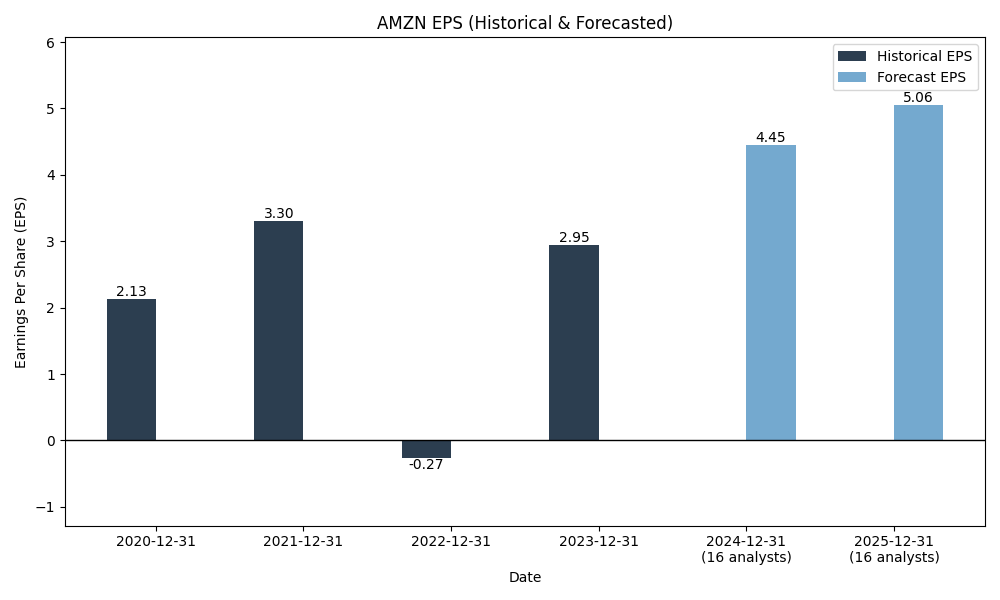 AMZN EPS (Historical & Forecasted)
Historical EPS
Forecast EPS
Earnings Per Share (EPS)
6
5
4
3
2
1
0
−1
2.13
3.30
-0.27
2.95
4.45
5.06
2020-12-31
2021-12-31
2022-12-31
2023-12-31
2024-12-31
(16 analysts)
2025-12-31
(16 analysts)
Date